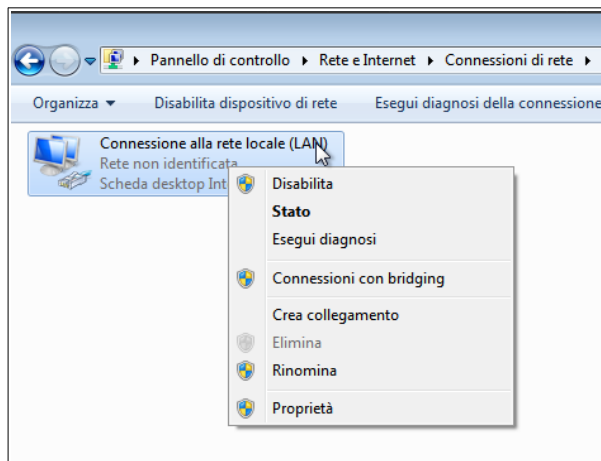 Pannello di controllo Rete e Internet Connessioni di rete
Organizza Disabilita dispositivo di rete Esegui diagnosi della connessione
Connessione alla rete locale (LAN)
Rete non identificata
Scheda desktop Int
Disabilita
Stato
Esegui diagnosi
Connessioni con bridging
Crea collegamento
Elimina
Rinomina
Proprietà